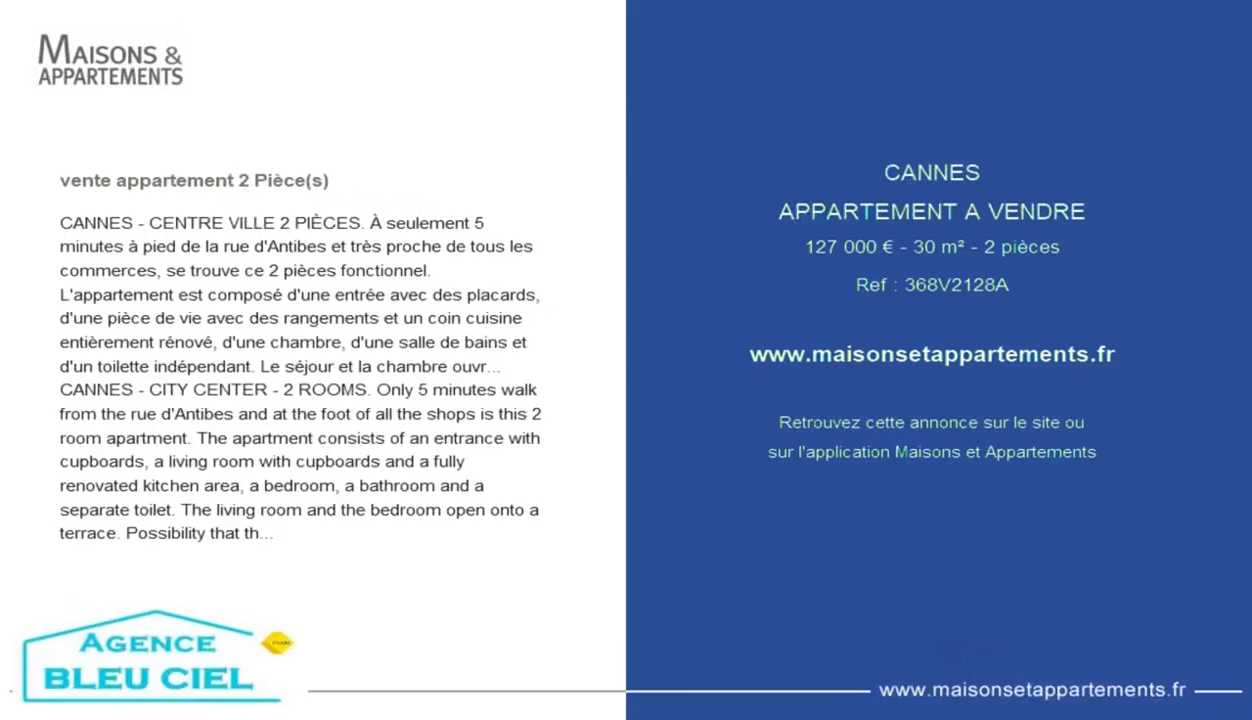 MAISONS &
APPARTEMENTS
vente appartement 2 Pièce(s)
CANNES - CENTRE VILLE 2 PIÈCES. À seulement 5
minutes à pied de la rue d'Antibes et très proche de tous les
commerces, se trouve ce 2 pièces fonctionnel.
L'appartement est composé d'une entrée avec des placards,
d'une pièce de vie avec des rangements et un coin cuisine
entièrement rénové, d'une chambre, d'une salle de bains et
d'un toilette indépendant. Le séjour et la chambre ouvr...
CANNES - CITY CENTER - 2 ROOMS. Only 5 minutes walk
from the rue d'Antibes and at the foot of all the shops is this 2
room apartment. The apartment consists of an entrance with
cupboards, a living room with cupboards and a fully
renovated kitchen area, a bedroom, a bathroom and a
separate toilet. The living room and the bedroom open onto a
terrace. Possibility that th...
AGENCE
BLEU CIEL
CANNES
APPARTEMENT A VENDRE
127 000 € - 30 m² - 2 pièces
Ref : 368V2128A
www.maisonsetappartements.fr
Retrouvez cette annonce sur le site ou
sur l'application Maisons et Appartements
www.maisonsetappartements.fr